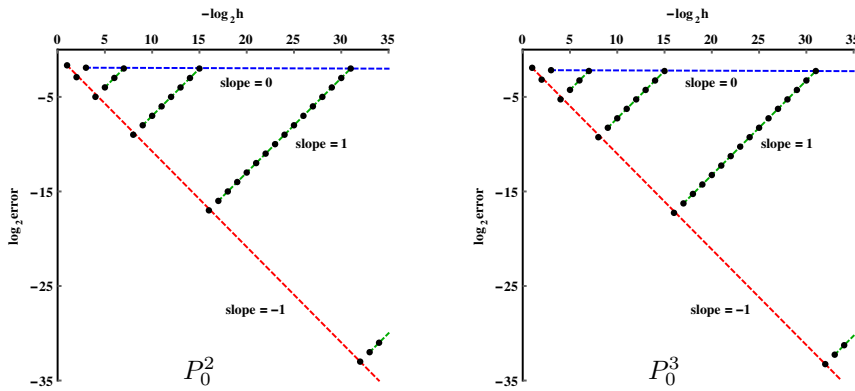 −log₂h
0 5 10 15 20 25 30 35
−5
−15
−25
−35
log₂error
slope = 0
slope = 1
slope = −1
P₀²
−log₂h
0 5 10 15 20 25 30 35
−5
−15
−25
−35
log₂error
slope = 0
slope = 1
slope = −1
P₀³